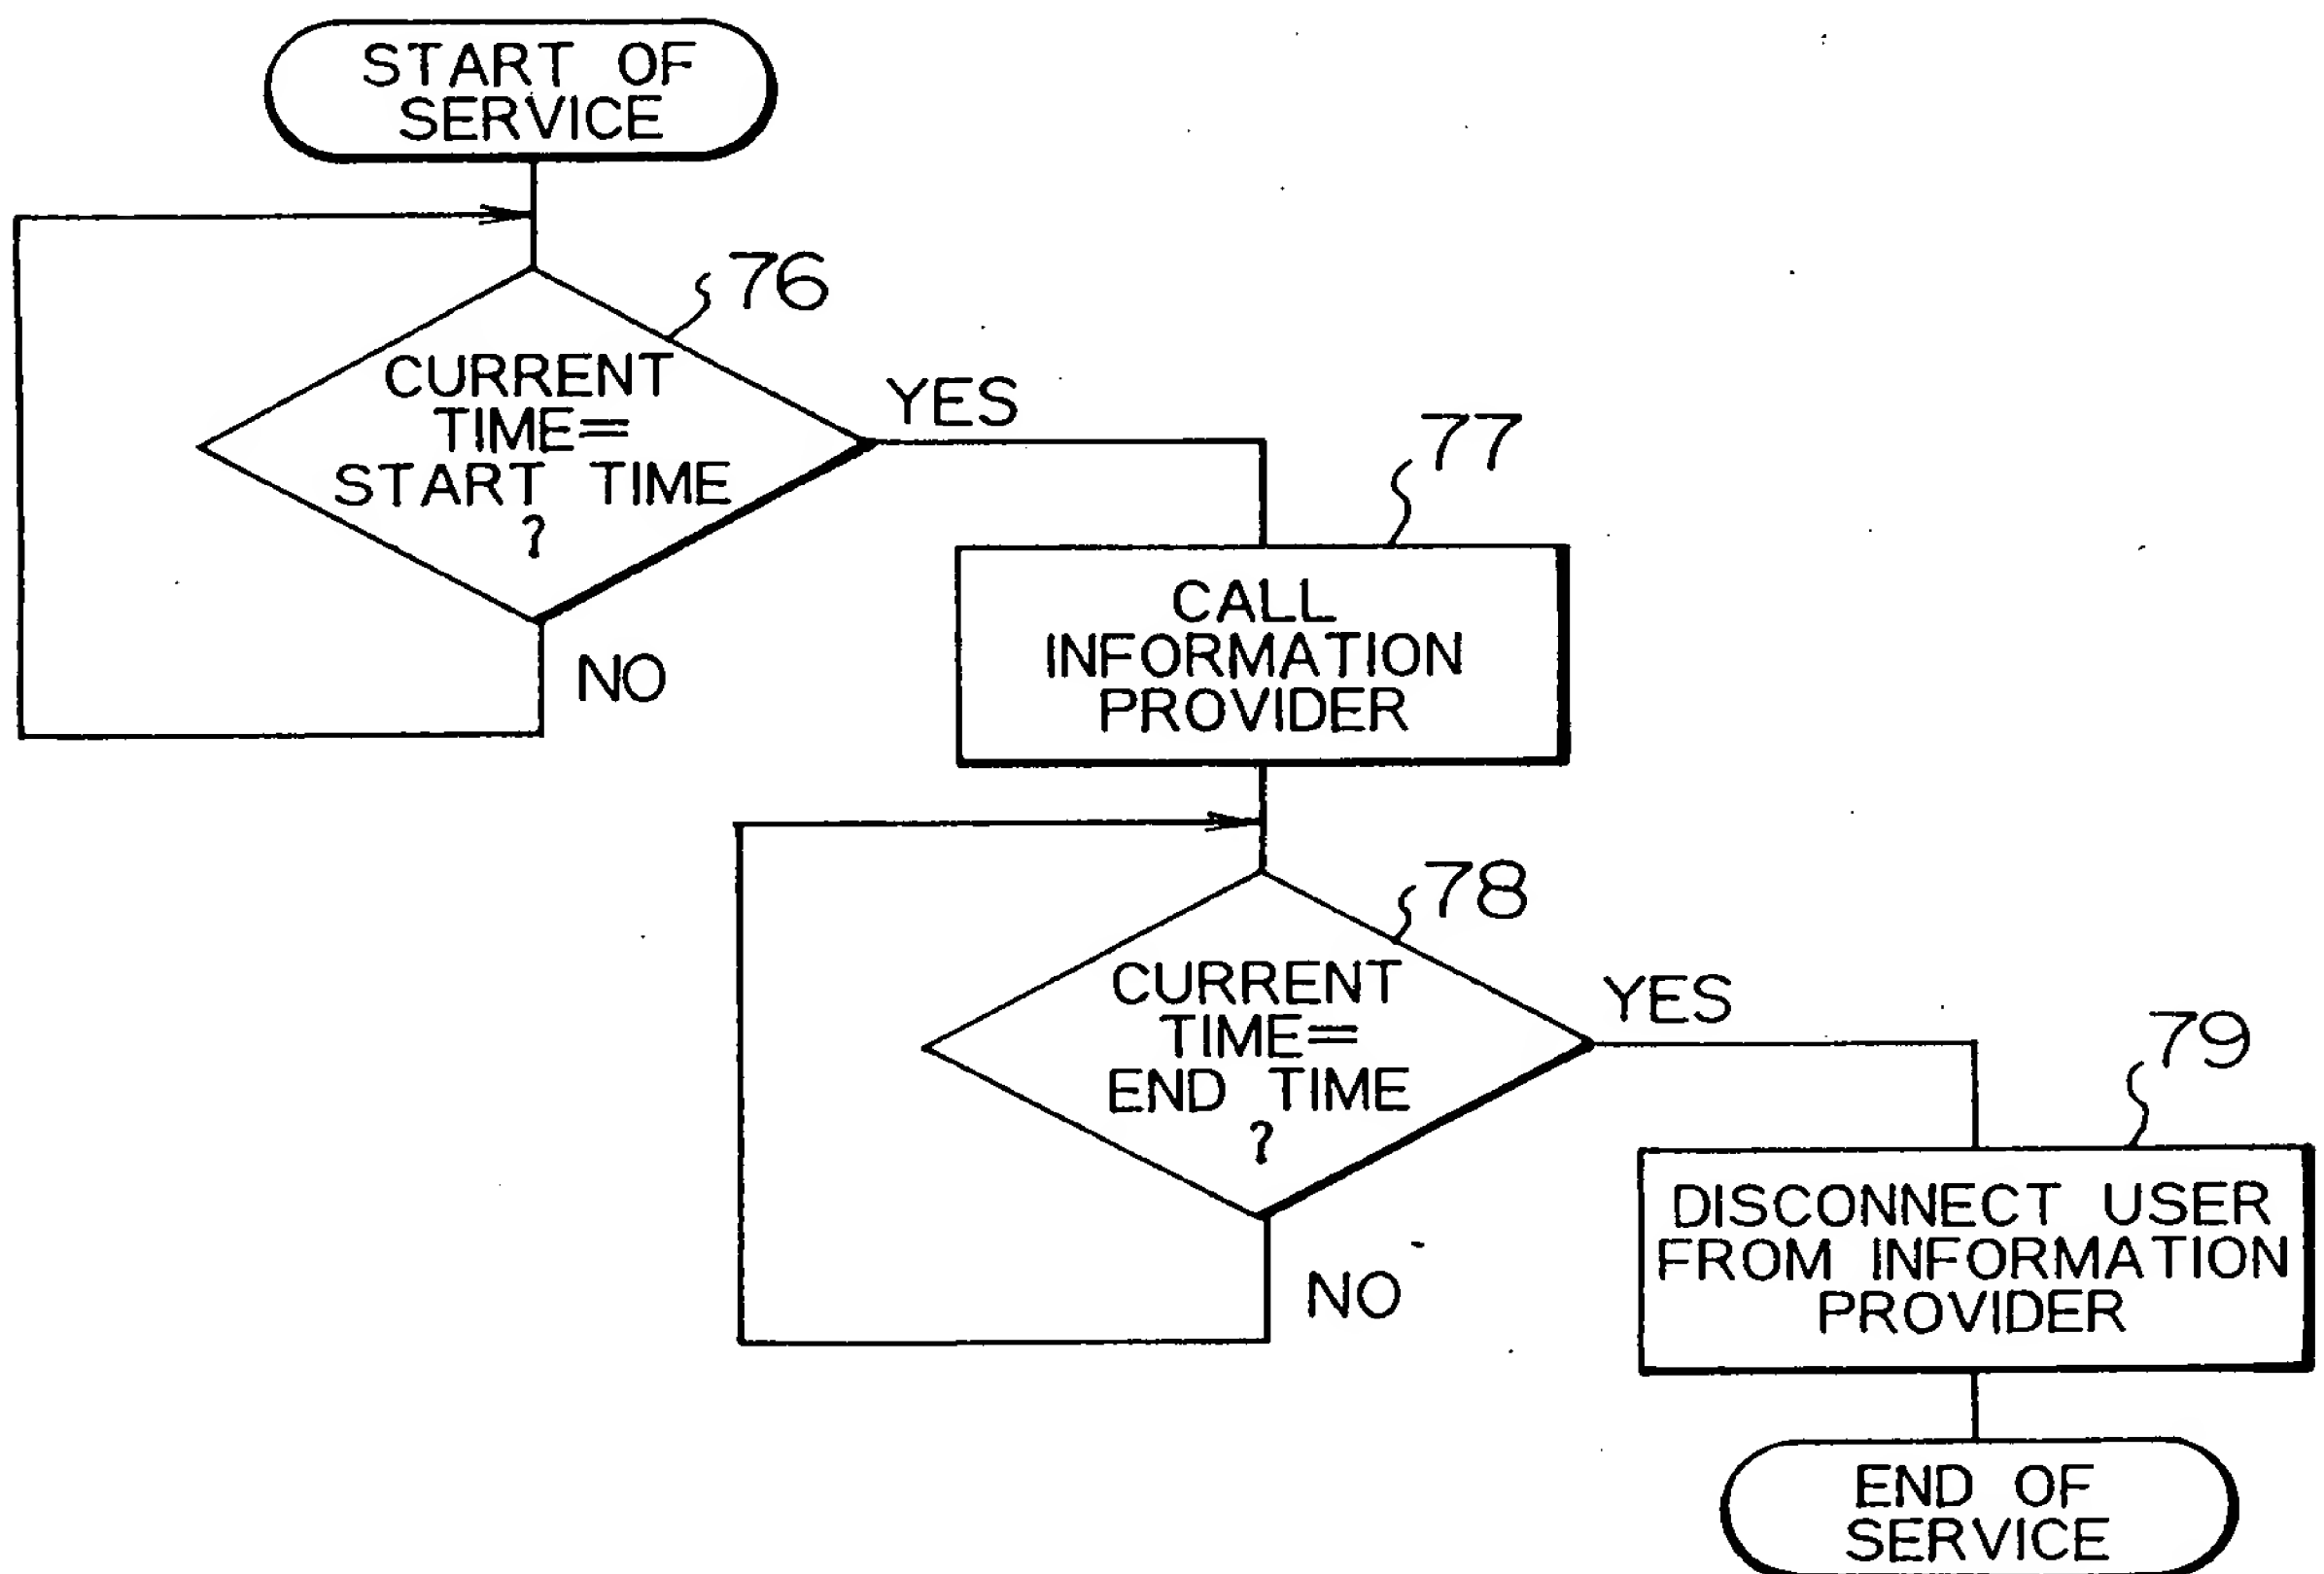 START OF
SERVICE
76
CURRENT
TIME=
START TIME
?
YES
NO
77
CALL
INFORMATION
PROVIDER
78
CURRENT
TIME=
END TIME
?
YES
NO
79
DISCONNECT USER
FROM INFORMATION
PROVIDER
END OF
SERVICE